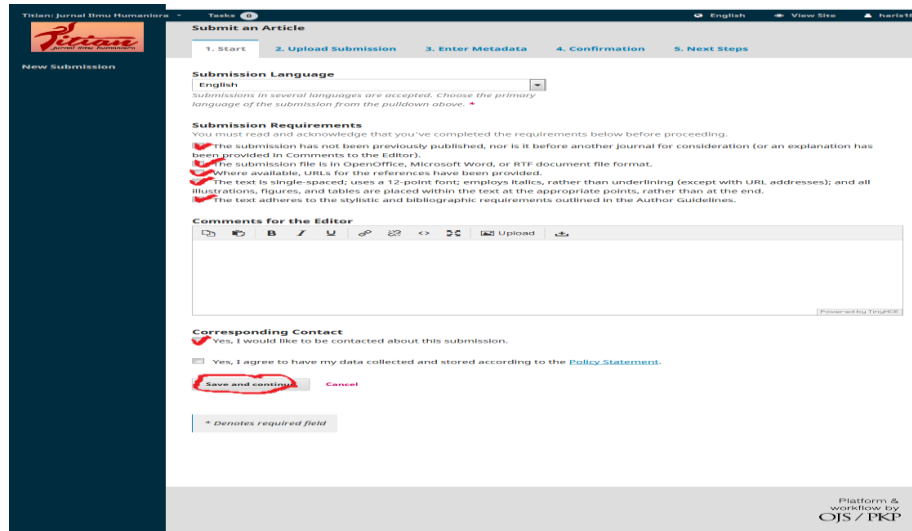 Titian: Jurnal Ilmu Humaniora Tasks 0 English View Site
Titian
jurnal ilmu humaniora
New Submission
Submit an Article
1. Start 2. Upload Submission 3. Enter Metadata 4. Confirmation 5. Next Steps
Submission Language
English
Submissions in several languages are accepted. Choose the primary
language of the submission from the pulldown above. *
Submission Requirements
You must read and acknowledge that you've completed the requirements below before proceeding.
The submission has not been previously published, nor is it before another journal for consideration (or an explanation has
been provided in Comments to the Editor).
The submission file is in OpenOffice, Microsoft Word, or RTF document file format.
Where available, URLs for the references have been provided.
The text is single-spaced; uses a 12-point font; employs italics, rather than underlining (except with URL addresses); and all
illustrations, figures, and tables are placed within the text at the appropriate points, rather than at the end.
The text adheres to the stylistic and bibliographic requirements outlined in the Author Guidelines.
Comments for the Editor
B I U <> Upload
Powered by TinyMCE
Corresponding Contact
Yes, I would like to be contacted about this submission.
Yes, I agree to have my data collected and stored according to the Policy Statement.
Save and continue Cancel
* Denotes required field
Platform &
workflow by
OJS / PKP